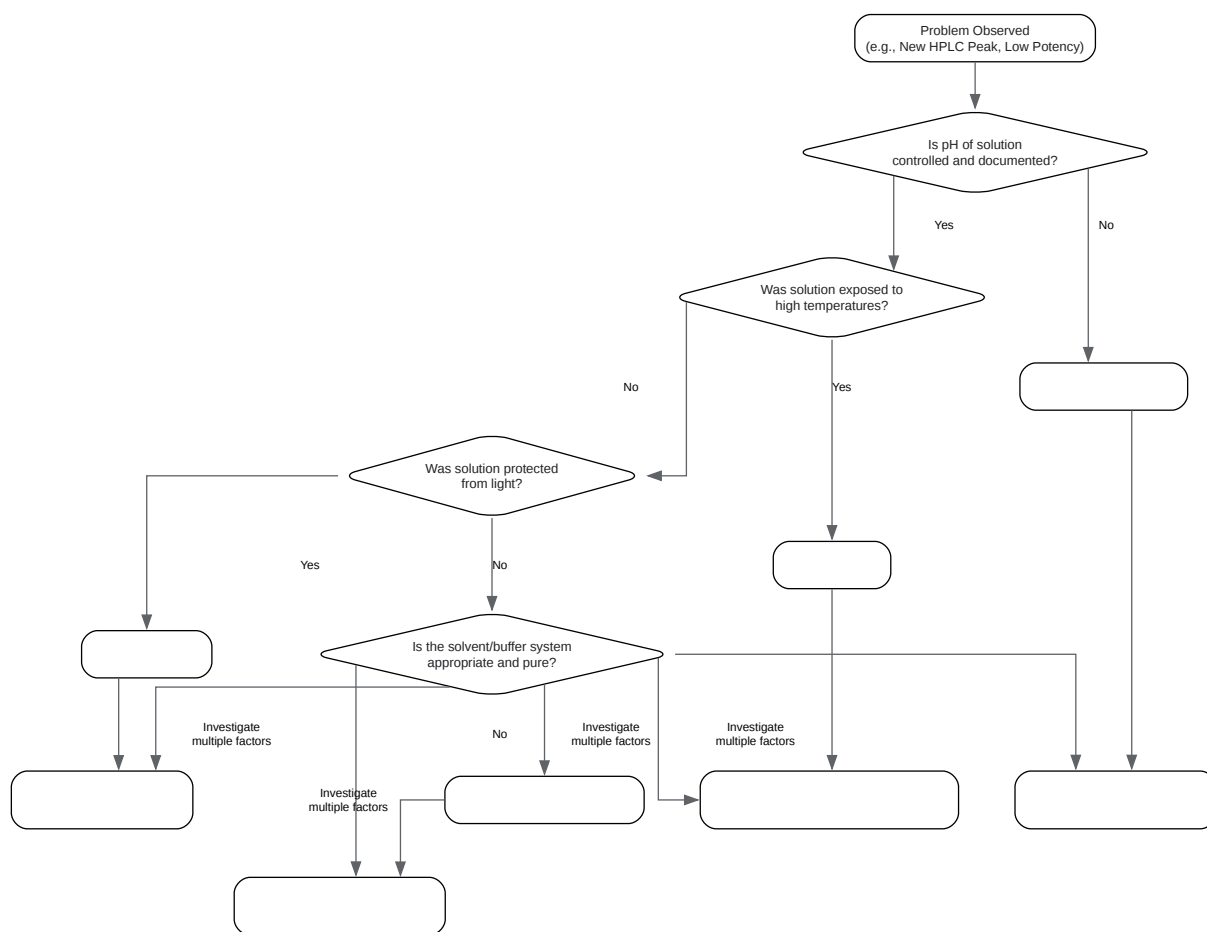 Problem Observed
(e.g., New HPLC Peak, Low Potency)
Is pH of solution
controlled and documented?
Yes
No
Was solution exposed to
high temperatures?
No
Yes
Was solution protected
from light?
Yes
No
Is the solvent/buffer system
appropriate and pure?
Investigate
multiple factors
No
Investigate
multiple factors
Investigate
multiple factors
Investigate
multiple factors